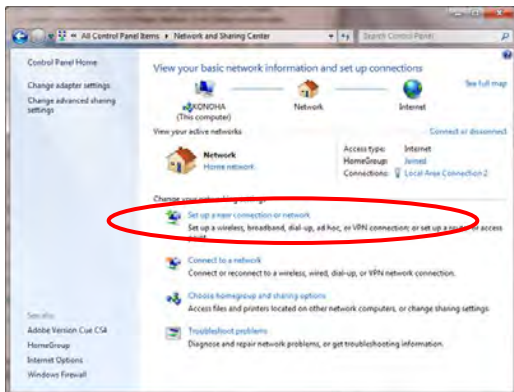 All Control Panel Items ▸ Network and Sharing Center
Search Control Panel
Control Panel Home
Change adapter settings
Change advanced sharing
settings
View your basic network information and set up connections
See full map
KONOHA
(This computer)
Network
Internet
View your active networks
Connect or disconnect
Network
Home network
Access type: Internet
HomeGroup: Joined
Connections: Local Area Connection 2
Change your networking settings
Set up a new connection or network
Set up a wireless, broadband, dial-up, ad hoc, or VPN connection; or set up a router or access
point.
Connect to a network
Connect or reconnect to a wireless, wired, dial-up, or VPN network connection.
Choose homegroup and sharing options
Access files and printers located on other network computers, or change sharing settings.
Troubleshoot problems
Diagnose and repair network problems, or get troubleshooting information.
See also
Adobe Version Cue CS4
HomeGroup
Internet Options
Windows Firewall